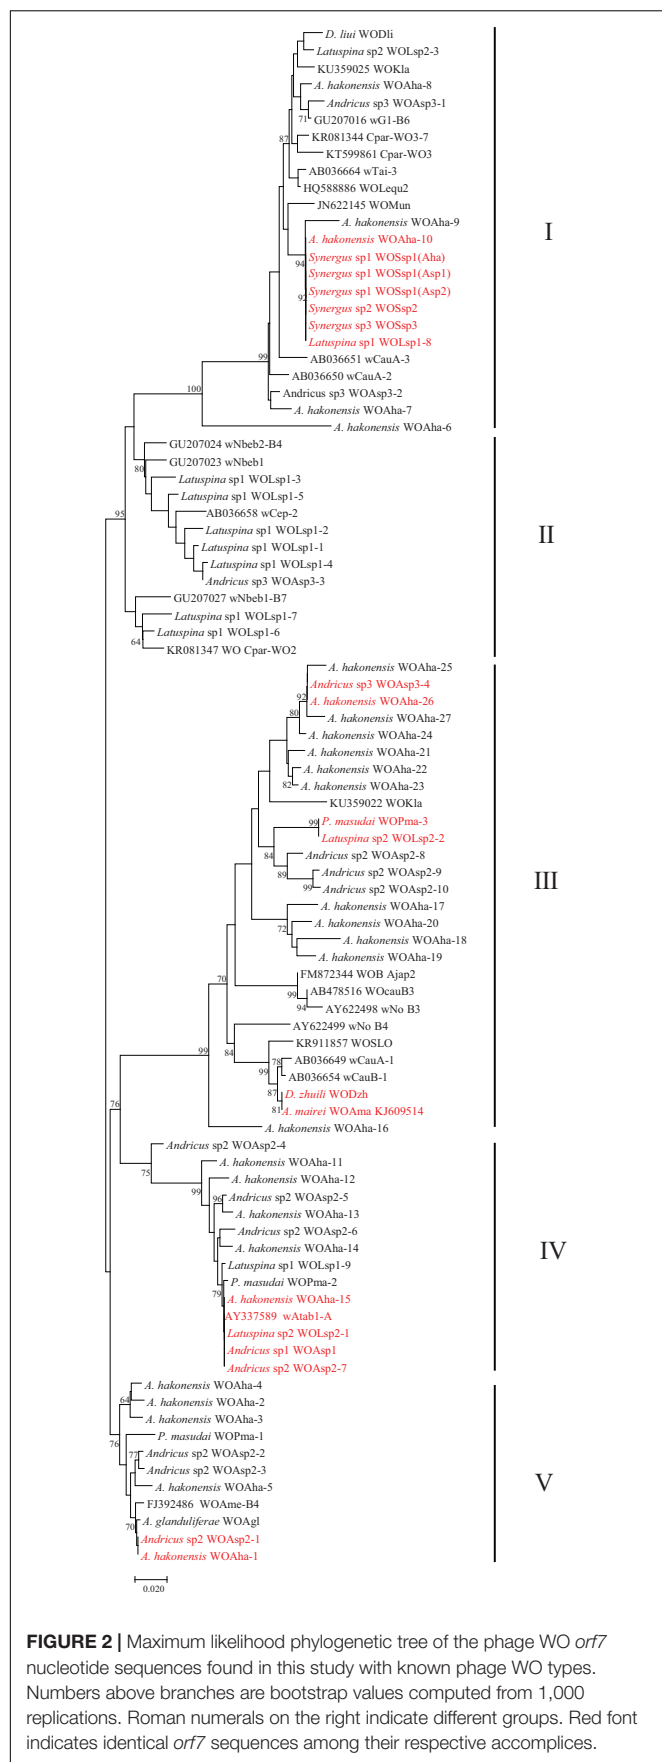 D. liui WODli
Latuspina sp2 WOLsp2-3
KU359025 WOKla
A. hakonensis WOAha-8
Andricus sp3 WOAsp3-1
71
GU207016 wG1-B6
KR081344 Cpar-WO3-7
87
KT599861 Cpar-WO3
AB036664 wTai-3
HQ588886 WOLequ2
JN622145 WOMun
A. hakonensis WOAha-9
I
A. hakonensis WOAha-10
Synergus sp1 WOSsp1(Aha)
94
Synergus sp1 WOSsp1(Asp1)
Synergus sp1 WOSsp1(Asp2)
92
Synergus sp2 WOSsp2
Synergus sp3 WOSsp3
Latuspina sp1 WOLsp1-8
99
AB036651 wCauA-3
AB036650 wCauA-2
100
Andricus sp3 WOAsp3-2
A. hakonensis WOAha-7
A. hakonensis WOAha-6
GU207024 wNbeb2-B4
GU207023 wNbeb1
80
Latuspina sp1 WOLsp1-3
Latuspina sp1 WOLsp1-5
95
AB036658 wCep-2
Latuspina sp1 WOLsp1-2
II
Latuspina sp1 WOLsp1-1
Latuspina sp1 WOLsp1-4
Andricus sp3 WOAsp3-3
GU207027 wNbeb1-B7
Latuspina sp1 WOLsp1-7
Latuspina sp1 WOLsp1-6
64
KR081347 WO Cpar-WO2
A. hakonensis WOAha-25
Andricus sp3 WOAsp3-4
92
A. hakonensis WOAha-26
80
A. hakonensis WOAha-27
A. hakonensis WOAha-24
A. hakonensis WOAha-21
A. hakonensis WOAha-22
82
A. hakonensis WOAha-23
KU359022 WOKla
99
P. masudai WOPma-3
Latuspina sp2 WOLsp2-2
84
Andricus sp2 WOAsp2-8
89
Andricus sp2 WOAsp2-9
III
99
Andricus sp2 WOAsp2-10
A. hakonensis WOAha-17
72
A. hakonensis WOAha-20
A. hakonensis WOAha-18
A. hakonensis WOAha-19
70
FM872344 WOB Ajap2
99
AB478516 WOcauB3
94
AY622498 wNo B3
AY622499 wNo B4
99
84
KR911857 WOSLO
78
AB036649 wCauA-1
99
AB036654 wCauB-1
87
D. zhuili WODzh
76
81
A. mairei WOAma KJ609514
A. hakonensis WOAha-16
Andricus sp2 WOAsp2-4
75
A. hakonensis WOAha-11
A. hakonensis WOAha-12
99
96
Andricus sp2 WOAsp2-5
A. hakonensis WOAha-13
Andricus sp2 WOAsp2-6
A. hakonensis WOAha-14
IV
Latuspina sp1 WOLsp1-9
P. masudai WOPma-2
79
A. hakonensis WOAha-15
AY337589 wAtab1-A
Latuspina sp2 WOLsp2-1
Andricus sp1 WOAsp1
Andricus sp2 WOAsp2-7
A. hakonensis WOAha-4
64
A. hakonensis WOAha-2
A. hakonensis WOAha-3
76
P. masudai WOPma-1
77
Andricus sp2 WOAsp2-2
Andricus sp2 WOAsp2-3
A. hakonensis WOAha-5
V
FJ392486 WOAme-B4
70
A. glanduliferae WOAgl
Andricus sp2 WOAsp2-1
A. hakonensis WOAha-1
0.020
FIGURE 2 | Maximum likelihood phylogenetic tree of the phage WO orf7
nucleotide sequences found in this study with known phage WO types.
Numbers above branches are bootstrap values computed from 1,000
replications. Roman numerals on the right indicate different groups. Red font
indicates identical orf7 sequences among their respective accomplices.